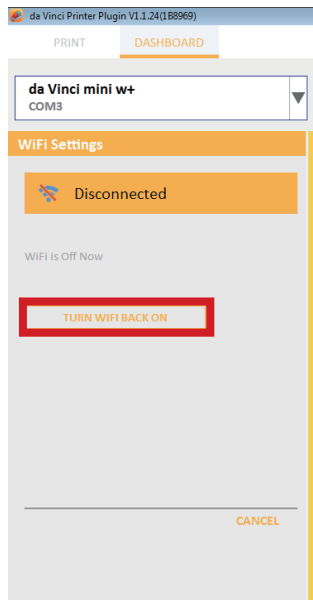 da Vinci Printer Plugin V1.1.24(1B8969)
PRINT DASHBOARD
da Vinci mini w+
COM3
WiFi Settings
Disconnected
WiFi is Off Now
TURN WIFI BACK ON
CANCEL